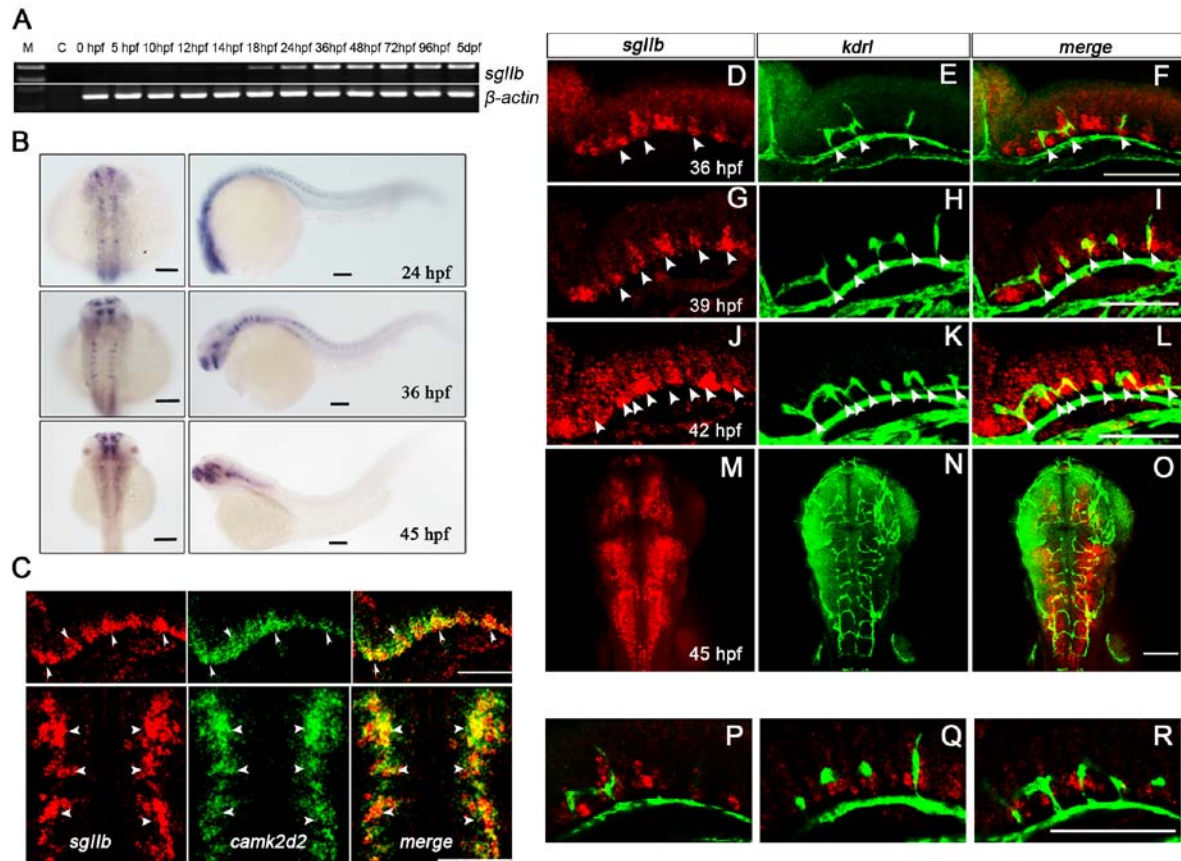 A
M C 0 hpf 5 hpf 10hpf 12hpf 14hpf 18hpf 24hpf 36hpf 48hpf 72hpf 96hpf 5dpf
sgIIb
β-actin
B
24 hpf
36 hpf
45 hpf
C
sgIIb camk2d2 merge
sgIIb kdrl merge
D E F
36 hpf
G H I
39 hpf
J K L
42 hpf
M N O
45 hpf
P Q R